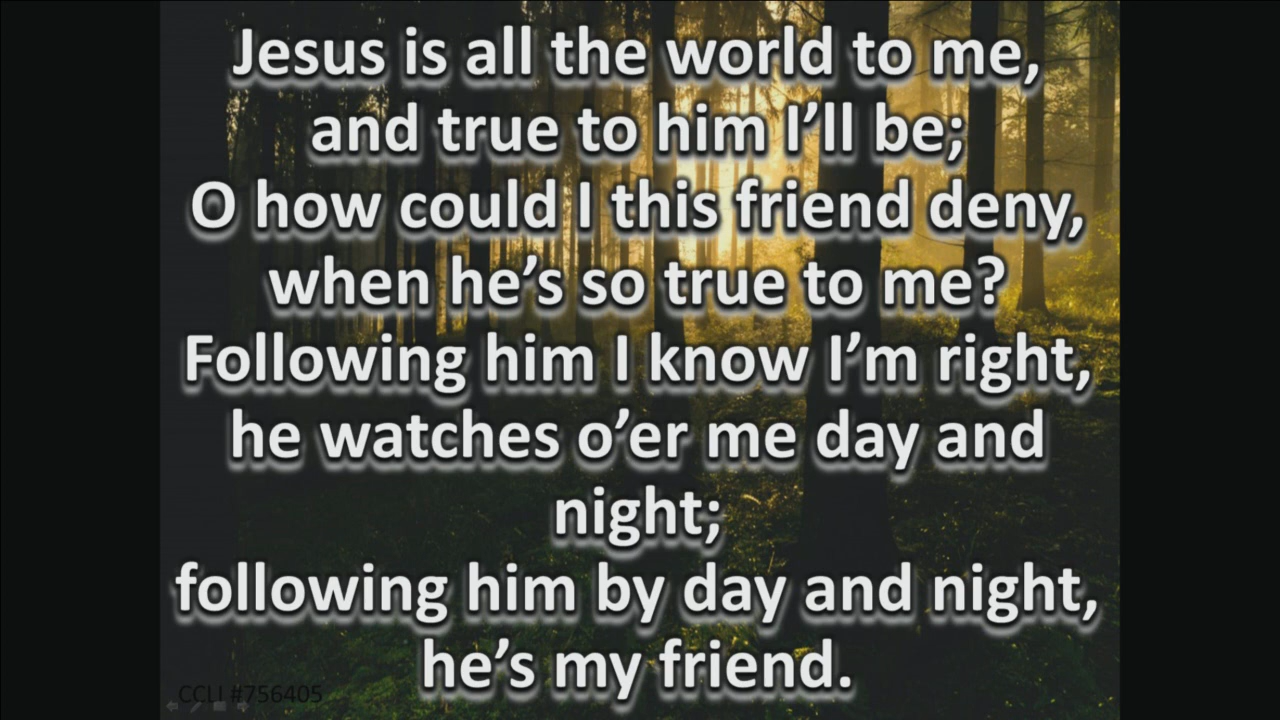 Jesus is all the world to me,
and true to him I’ll be;
O how could I this friend deny,
when he’s so true to me?
Following him I know I’m right,
he watches o’er me day and
night;
following him by day and night,
he’s my friend.
CCLI #756405